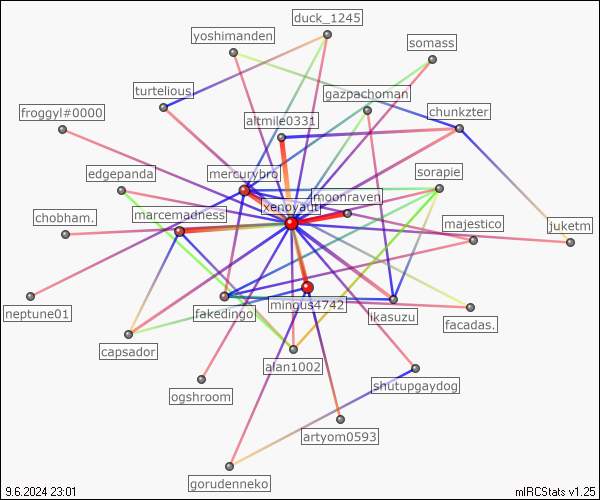 duck_1245
yoshimanden
somass
turtelious
gazpachoman
froggyl#0000
chunkzter
altmile0331
edgepanda
mercurybro
sorapie
moonraven
xenoyaut
chobham.
marcemadness
majestico
juketm
neptune01
fakedingo
mingus4742
ikasuzu
facadas.
capsador
alan1002
ogshroom
shutupgaydog
artyom0593
gorudenneko
9.6.2024 23:01
mIRCStats v1.25